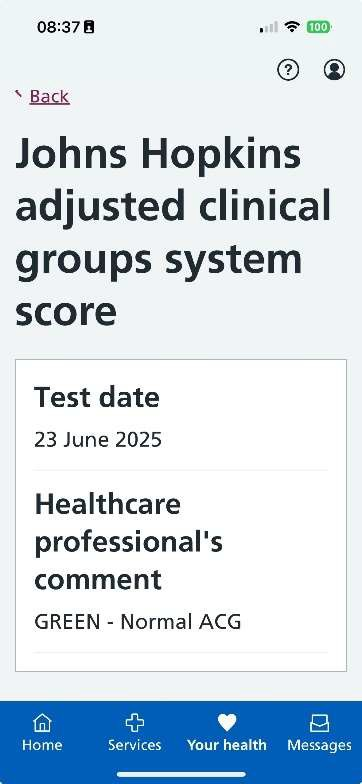 08:37
100
?
Back
Johns Hopkins
adjusted clinical
groups system
score
Test date
23 June 2025
Healthcare
professional's
comment
GREEN - Normal ACG
Home Services Your health Messages